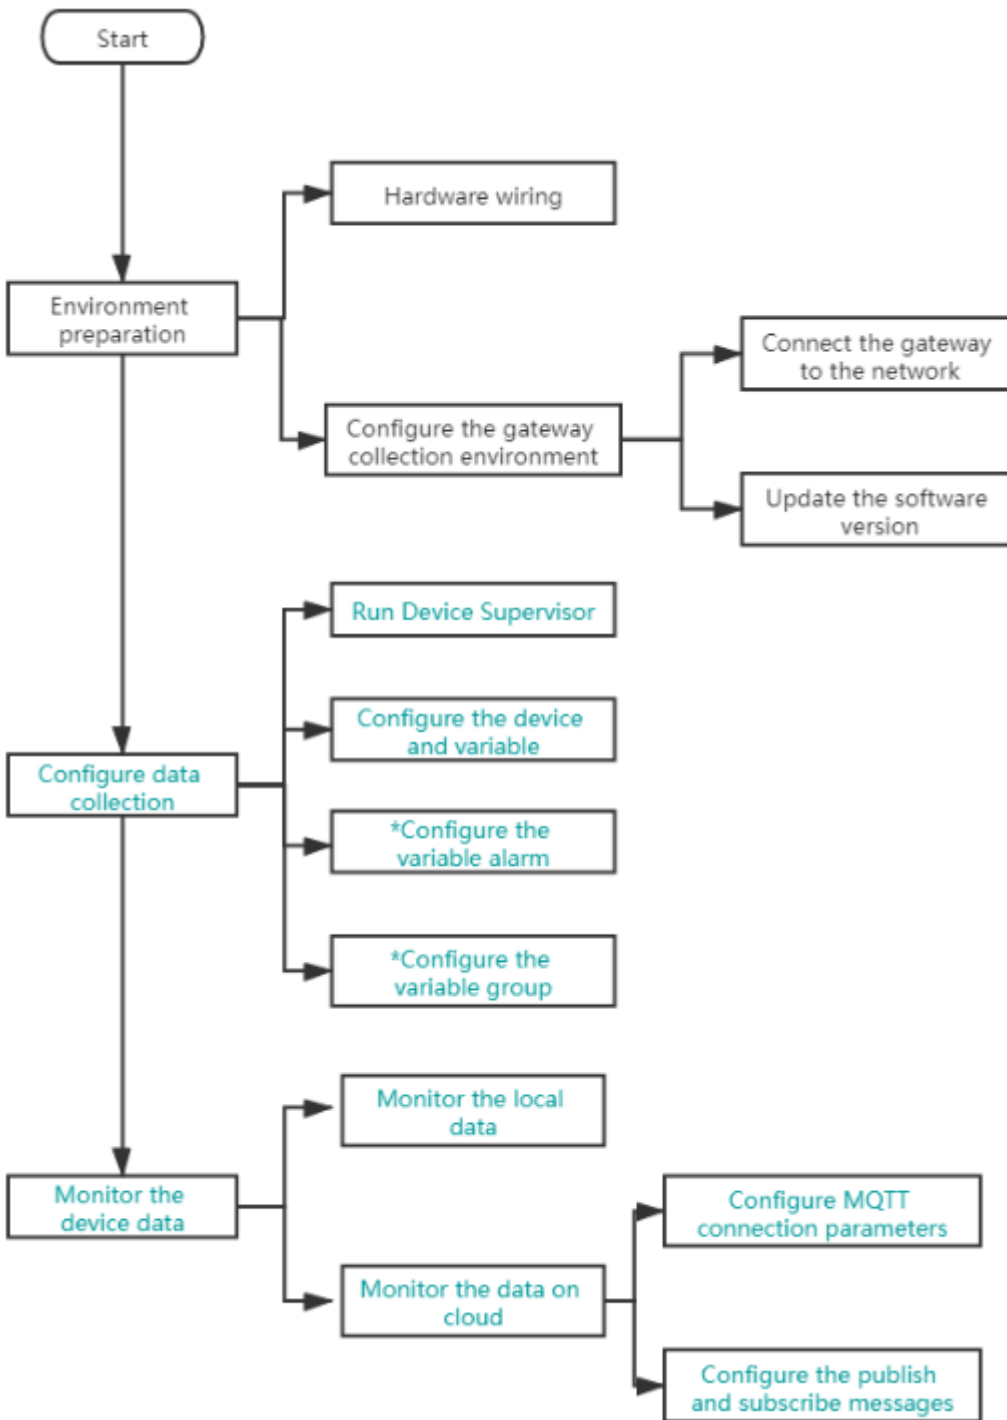 Start
Hardware wiring
Environment
preparation
Connect the gateway
to the network
Configure the gateway
collection environment
Update the software
version
Run Device Supervisor
Configure the device
and variable
Configure data
collection
*Configure the
variable alarm
*Configure the
variable group
Monitor the local
data
Monitor the
device data
Configure MQTT
connection parameters
Monitor the data on
cloud
Configure the publish
and subscribe messages